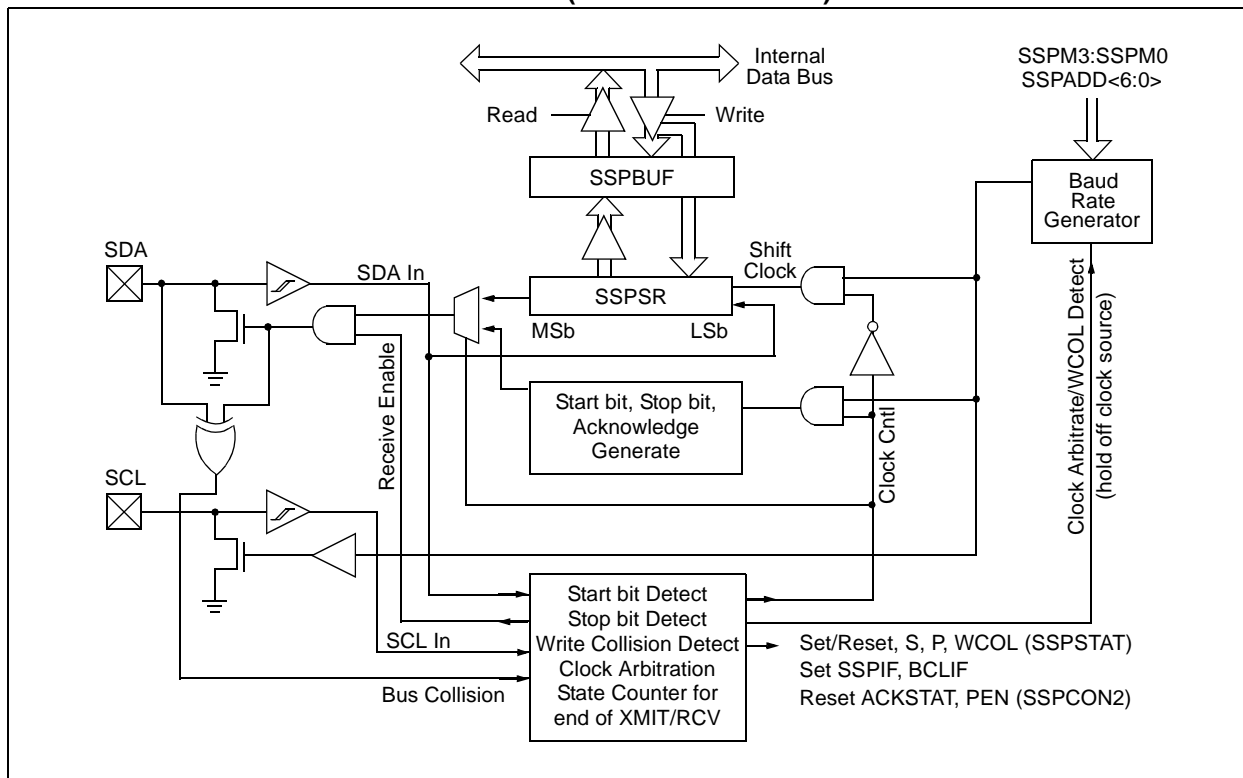 Internal
Data Bus
SSPM3:SSPM0
SSPADD<6:0>
Read
Write
SSPBUF
Baud
Rate
Generator
SDA
SDA In
Shift
Clock
SSPSR
MSb
LSb
Receive Enable
Start bit, Stop bit,
Acknowledge
Generate
Clock Cntl
Clock Arbitrate/WCOL Detect
(hold off clock source)
SCL
SCL In
Bus Collision
Start bit Detect
Stop bit Detect
Write Collision Detect
Clock Arbitration
State Counter for
end of XMIT/RCV
Set/Reset, S, P, WCOL (SSPSTAT)
Set SSPIF, BCLIF
Reset ACKSTAT, PEN (SSPCON2)